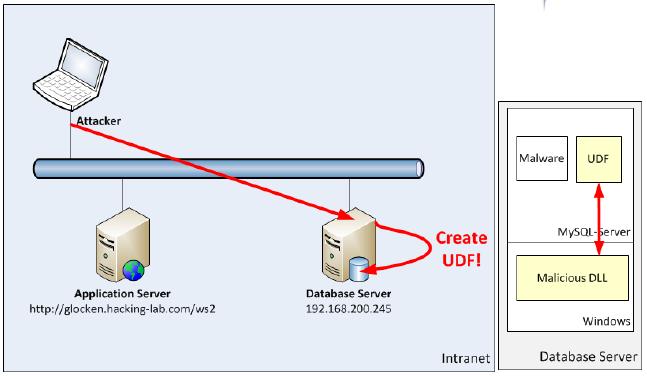 Attacker
Create
UDF!
Application Server
http://glocken.hacking-lab.com/ws2
Database Server
192.168.200.245
Intranet
Malware
UDF
MySQL-Server
Malicious DLL
Windows
Database Server